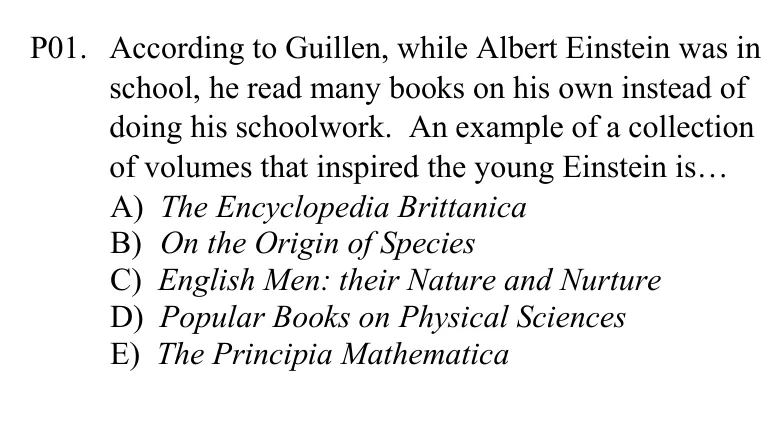 P01. According to Guillen, while Albert Einstein was in
school, he read many books on his own instead of
doing his schoolwork. An example of a collection
of volumes that inspired the young Einstein is…
A) The Encyclopedia Brittanica
B) On the Origin of Species
C) English Men: their Nature and Nurture
D) Popular Books on Physical Sciences
E) The Principia Mathematica